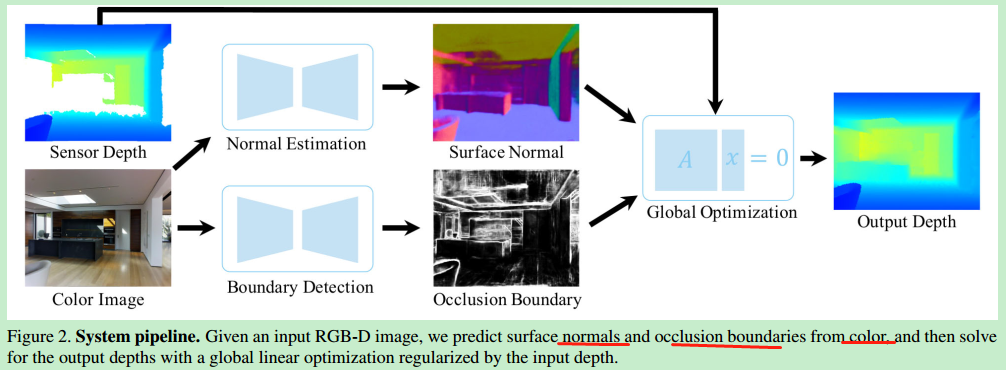 Sensor Depth
Normal Estimation
Surface Normal
A x = 0
Global Optimization
Output Depth
Color Image
Boundary Detection
Occlusion Boundary
Figure 2. System pipeline. Given an input RGB-D image, we predict surface normals and occlusion boundaries from color, and then solve
for the output depths with a global linear optimization regularized by the input depth.